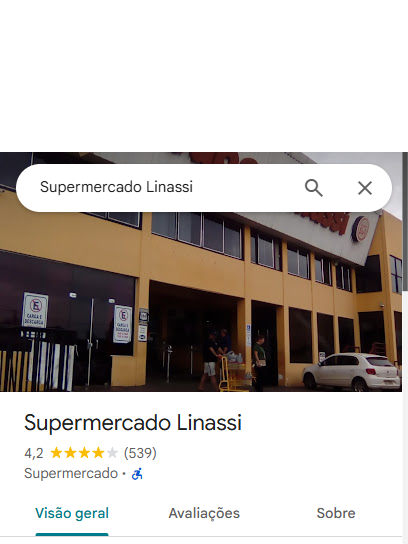 Supermercado Linassi
CARGA E
DESCARGA
CARGA E
DESCARGA
Supermercado Linassi
4,2 (539)
Supermercado ·
Visão geral
Avaliações
Sobre